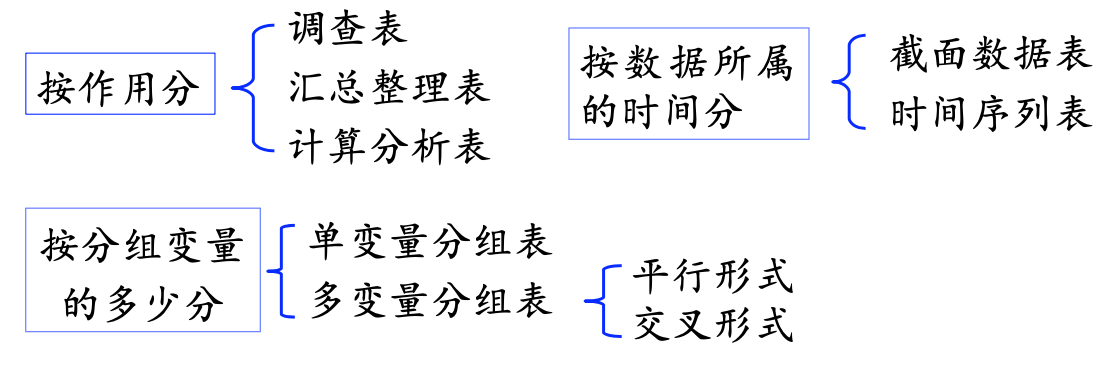 按作用分
调查表
汇总整理表
计算分析表
按数据所属
的时间分
截面数据表
时间序列表
按分组变量
的多少分
单变量分组表
多变量分组表
平行形式
交叉形式